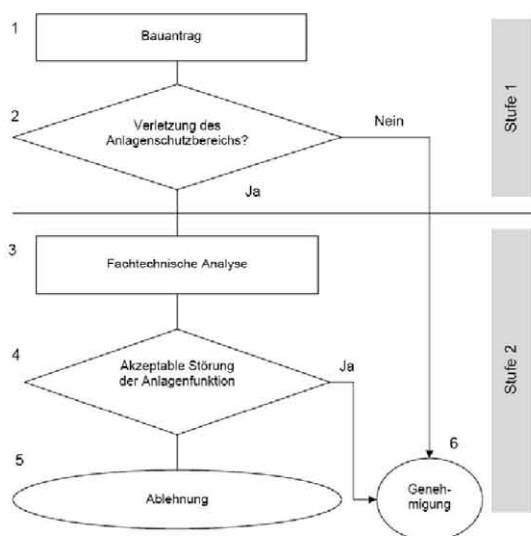 1
Bauantrag
Stufe 1
2
Verletzung des
Anlagenschutzbereichs?
Nein
Ja
3
Fachtechnische Analyse
Stufe 2
4
Akzeptable Störung
der Anlagenfunktion
Ja
5
Ablehnung
6
Geneh-
migung